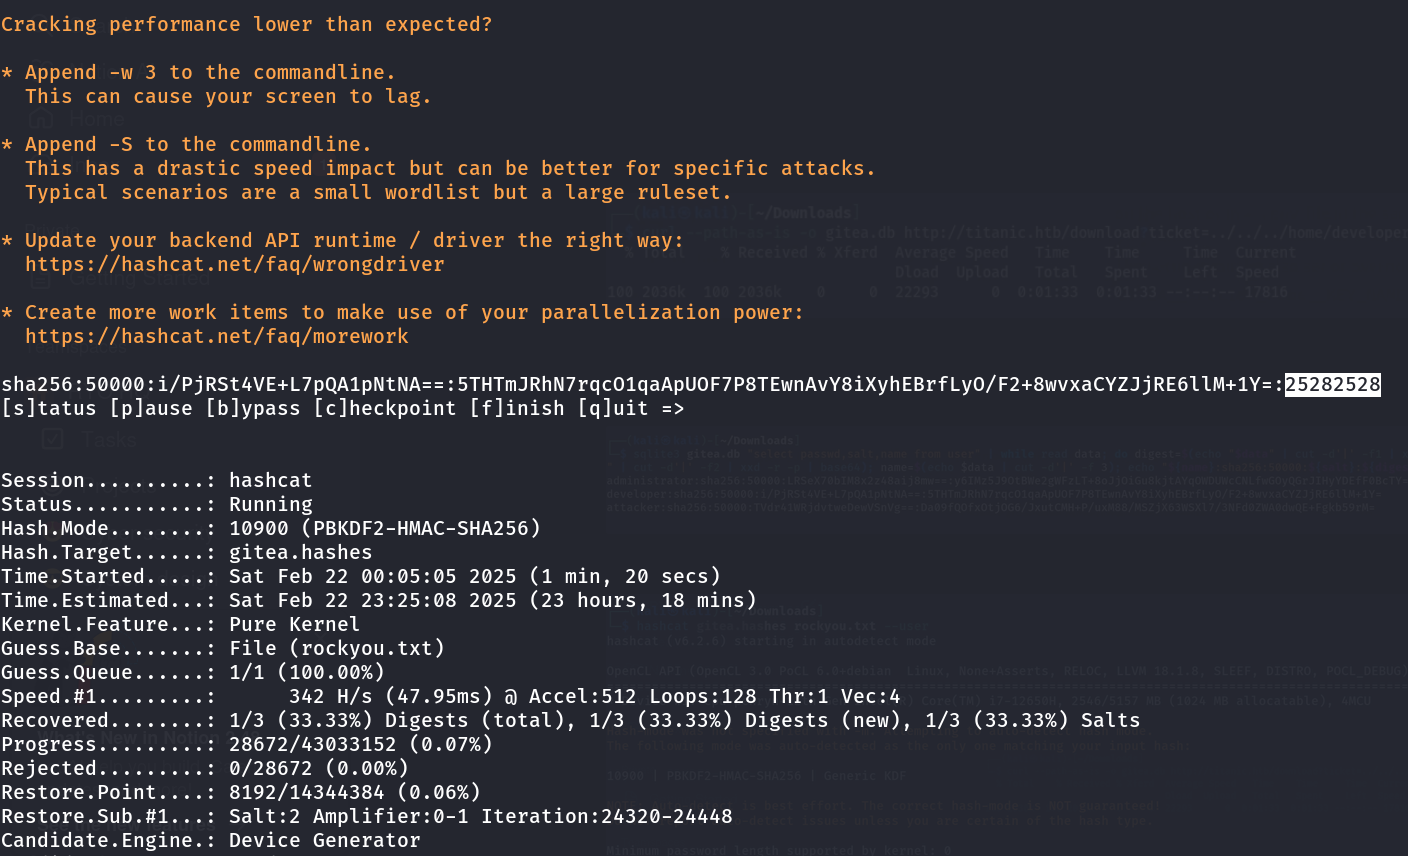 Cracking performance lower than expected?
* Append -w 3 to the commandline.
This can cause your screen to lag.
* Append -S to the commandline.
This has a drastic speed impact but can be better for specific attacks.
Typical scenarios are a small wordlist but a large ruleset.
* Update your backend API runtime / driver the right way:
https://hashcat.net/faq/wrongdriver
* Create more work items to make use of your parallelization power:
https://hashcat.net/faq/morework
sha256:50000:i/PjRSt4VE+L7pQA1pNtNA==:5THTmJRhN7rqcO1qaApUOF7P8TEwnAvY8iXyhEBrfLyO/F2+8wvxaCYZJjRE6llM+1Y=:25282528
[s]tatus [p]ause [b]ypass [c]heckpoint [f]inish [q]uit =>
Session..........: hashcat
Status...........: Running
Hash.Mode........: 10900 (PBKDF2-HMAC-SHA256)
Hash.Target......: gitea.hashes
Time.Started.....: Sat Feb 22 00:05:05 2025 (1 min, 20 secs)
Time.Estimated...: Sat Feb 22 23:25:08 2025 (23 hours, 18 mins)
Kernel.Feature...: Pure Kernel
Guess.Base.......: File (rockyou.txt)
Guess.Queue......: 1/1 (100.00%)
Speed.#1.........: 342 H/s (47.95ms) @ Accel:512 Loops:128 Thr:1 Vec:4
Recovered........: 1/3 (33.33%) Digests (total), 1/3 (33.33%) Digests (new), 1/3 (33.33%) Salts
Progress.........: 28672/43033152 (0.07%)
Rejected.........: 0/28672 (0.00%)
Restore.Point....: 8192/14344384 (0.06%)
Restore.Sub.#1...: Salt:2 Amplifier:0-1 Iteration:24320-24448
Candidate.Engine.: Device Generator